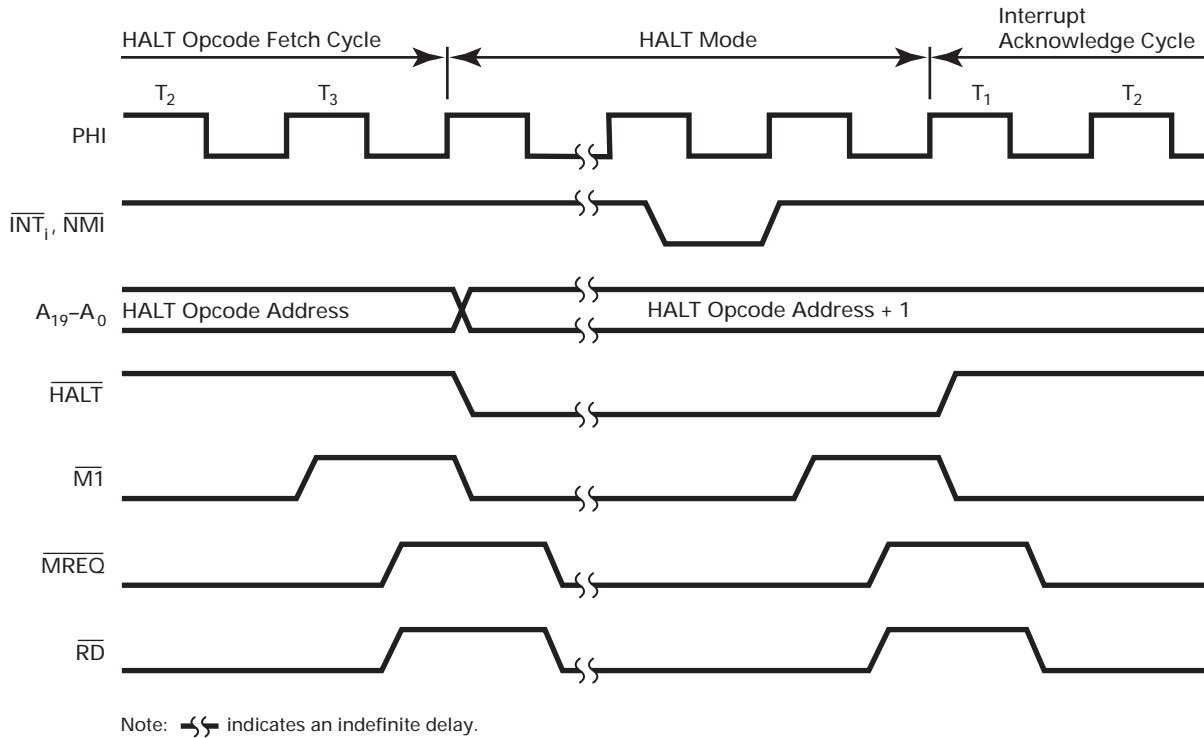 HALT Opcode Fetch Cycle
HALT Mode
Interrupt
Acknowledge Cycle
T2
T3
T1
T2
PHI
INTi, NMI
A19–A0
HALT Opcode Address
HALT Opcode Address + 1
HALT
M1
MREQ
RD
Note: indicates an indefinite delay.